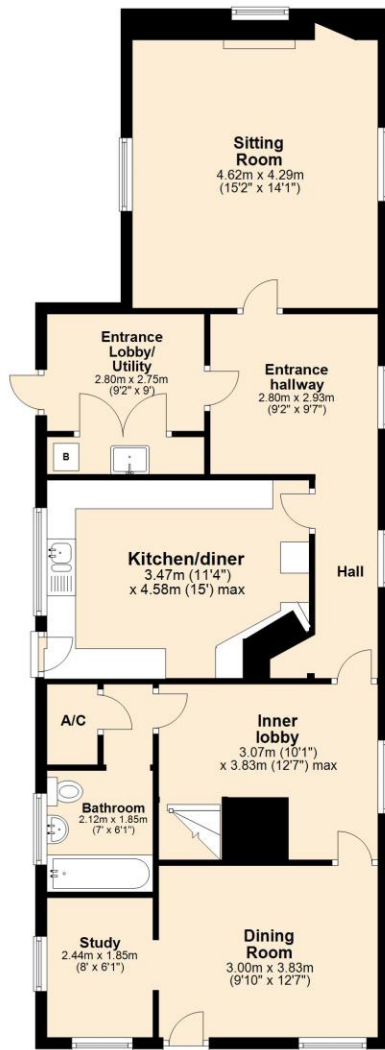 Sitting
Room
4.62m x 4.29m
(15'2" x 14'1")
Entrance
Lobby/
Utility
2.80m x 2.75m
(9'2" x 9')
Entrance
hallway
2.80m x 2.93m
(9'2" x 9'7")
B
Kitchen/diner
3.47m (11'4")
x 4.58m (15') max
Hall
A/C
Inner
lobby
3.07m (10'1")
x 3.83m (12'7") max
Bathroom
2.12m x 1.85m
(7' x 6'1")
Study
2.44m x 1.85m
(8' x 6'1")
Dining
Room
3.00m x 3.83m
(9'10" x 12'7")